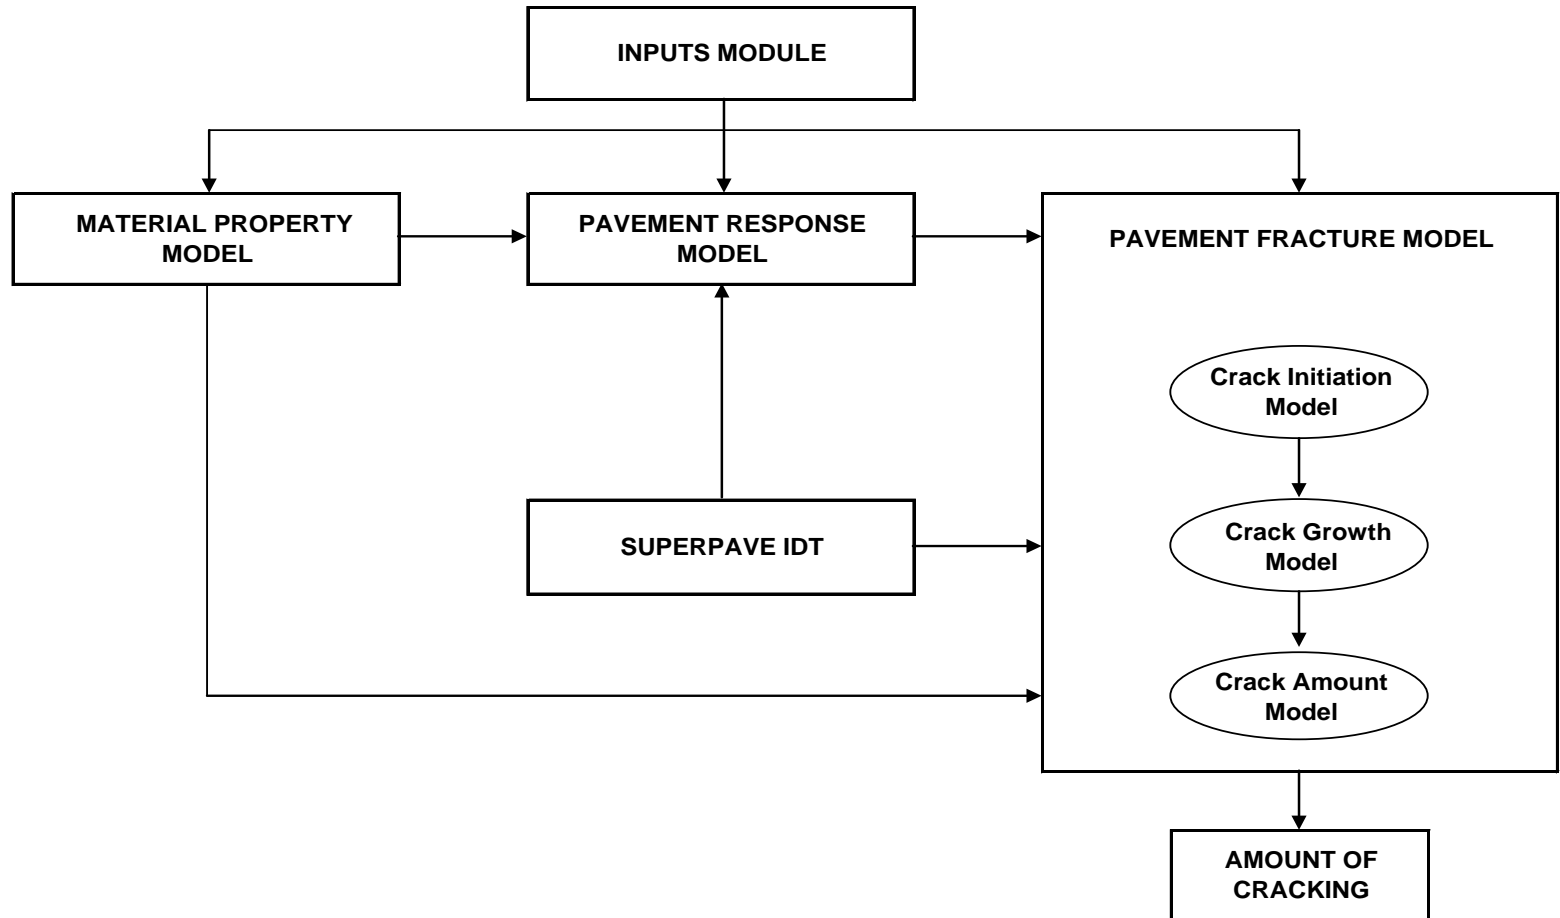 INPUTS MODULE
MATERIAL PROPERTY
MODEL
PAVEMENT RESPONSE
MODEL
PAVEMENT FRACTURE MODEL
Crack Initiation
Model
SUPERPAVE IDT
Crack Growth
Model
Crack Amount
Model
AMOUNT OF
CRACKING